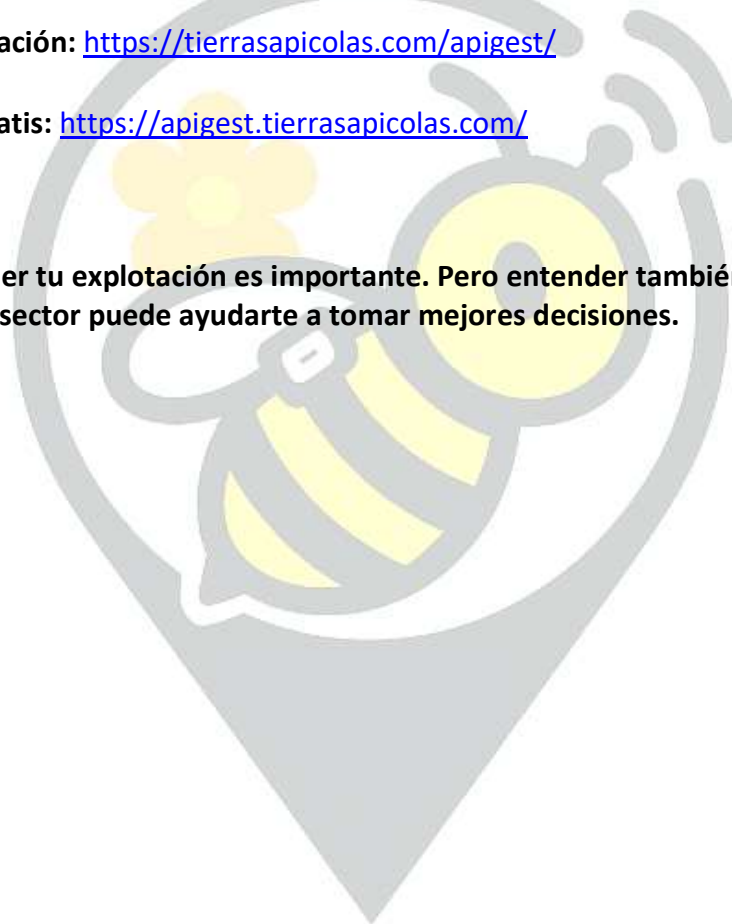 ación: https://tierrasapicolas.com/apigest/
atis: https://apigest.tierrasapicolas.com/
er tu explotación es importante. Pero entender también
sector puede ayudarte a tomar mejores decisiones.